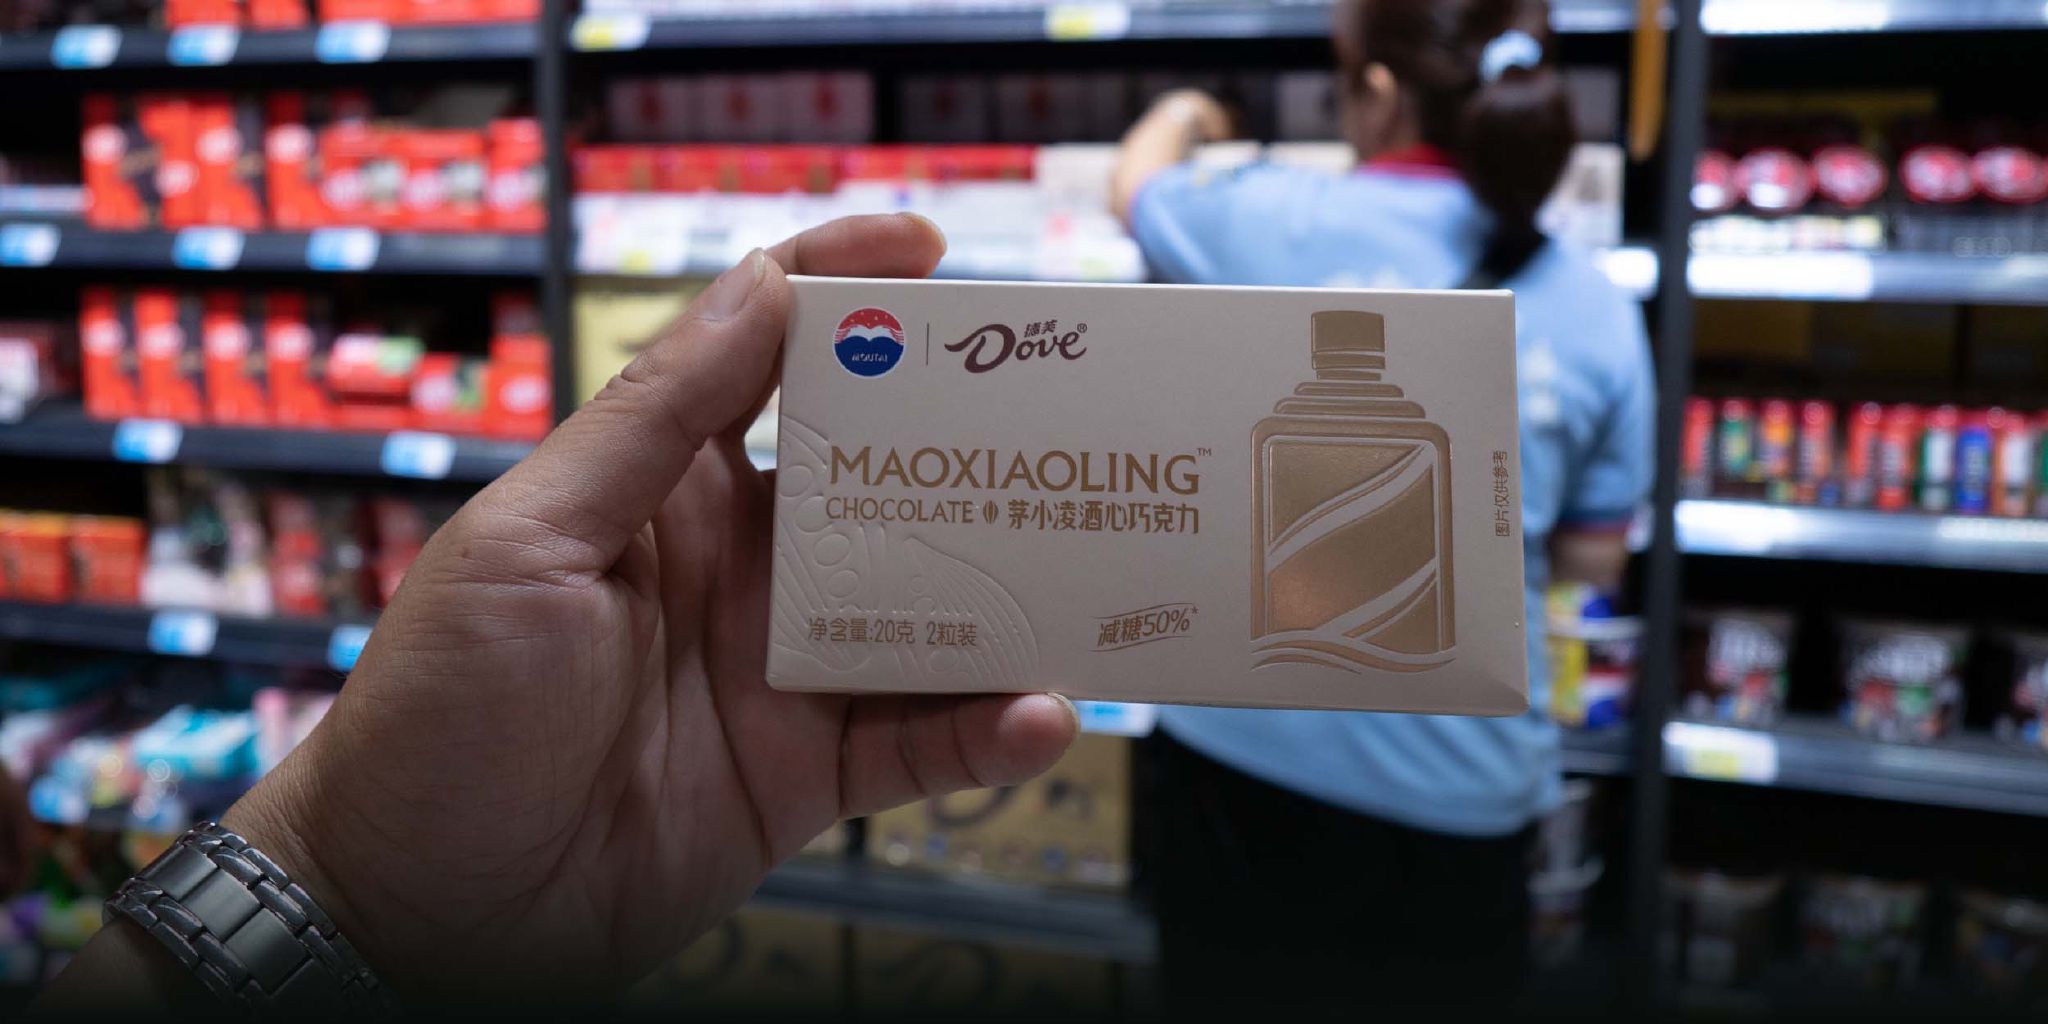 MOUTAI
德芙
Dove®
MAOXIAOLING™
CHOCOLATE 茅小凌酒心巧克力
净含量:20克 2粒装
减糖50%*
图片仅供参考